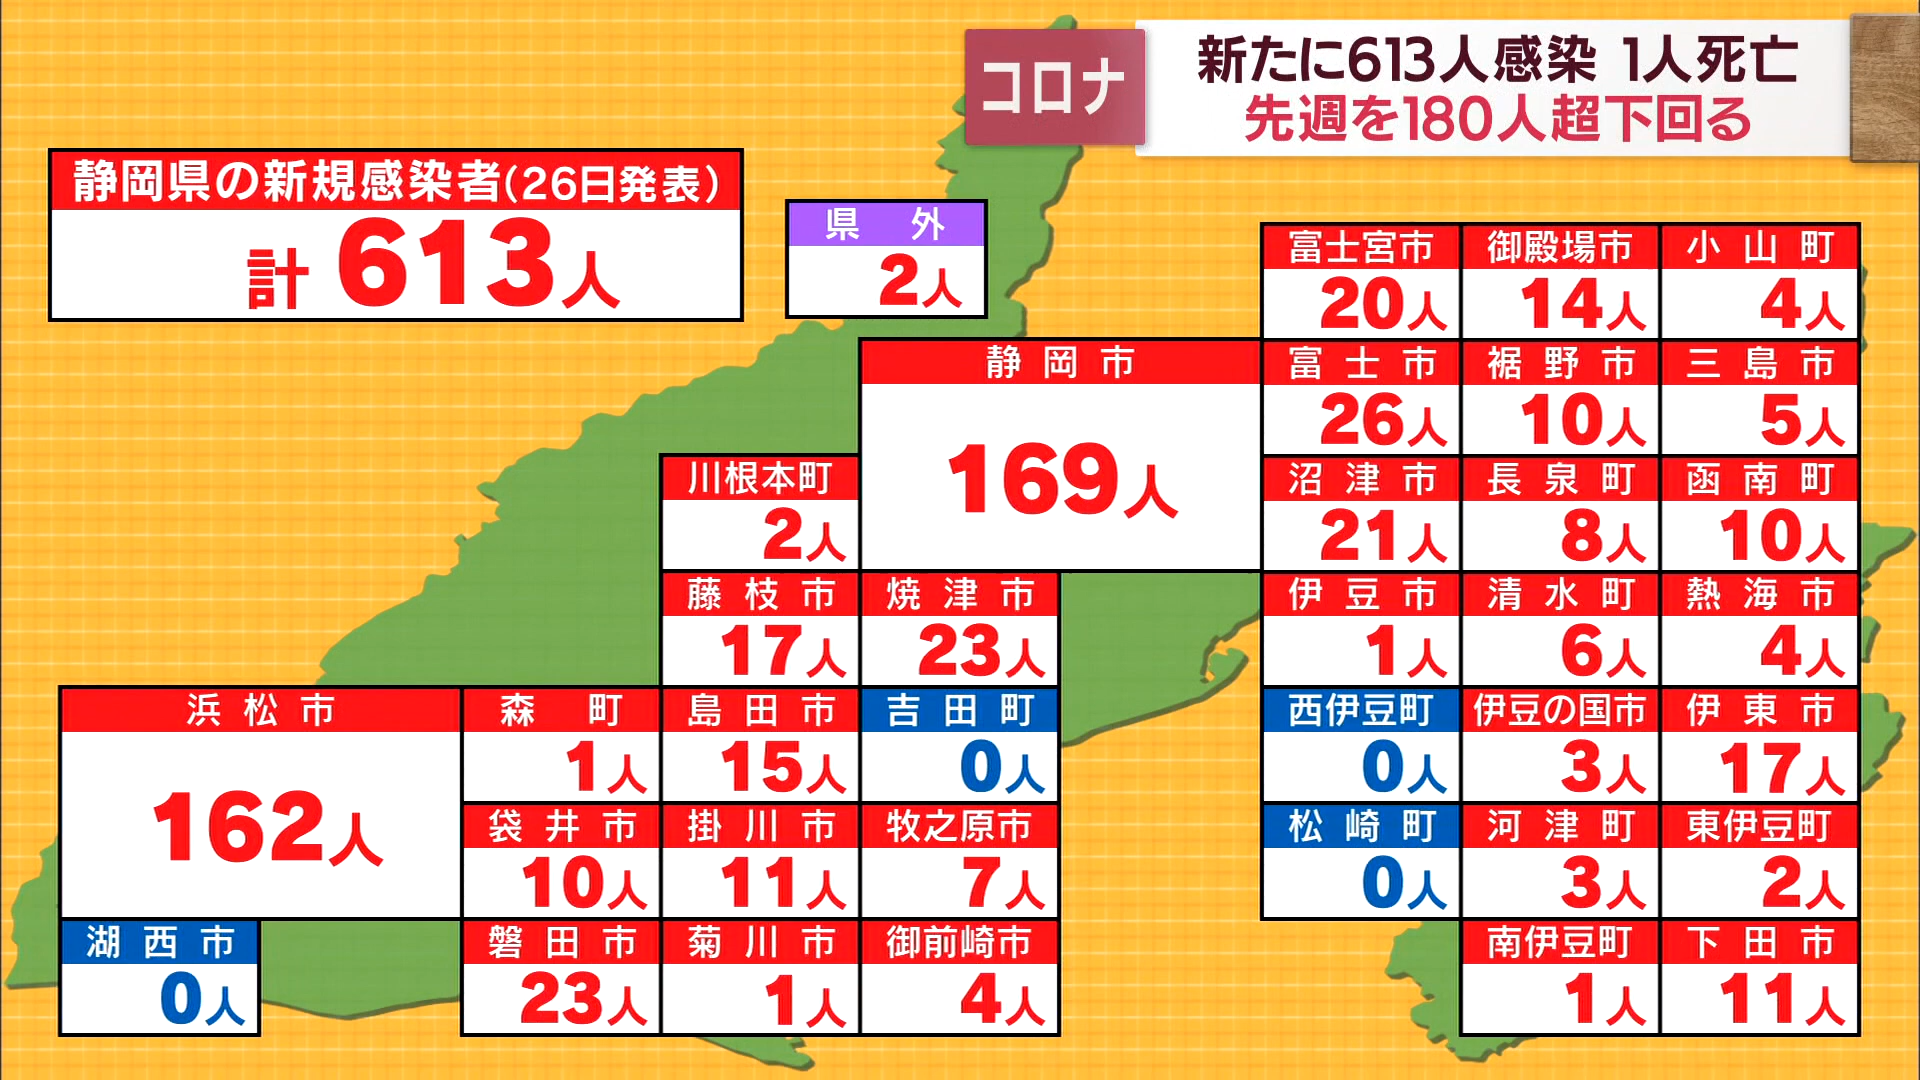 コロナ
新たに613人感染 1人死亡
先週を180人超下回る
静岡県の新規感染者(26日発表)
計 613人
県外
2人
富士宮市 御殿場市 小山町
20人 14人 4人
静岡市
169人
富士市 裾野市 三島市
26人 10人 5人
川根本町
2人
沼津市 長泉町 函南町
21人 8人 10人
藤枝市 焼津市
17人 23人
伊豆市 清水町 熱海市
1人 6人 4人
浜松市
162人
森町 島田市 吉田町
1人 15人 0人
西伊豆町 伊豆の国市 伊東市
0人 3人 17人
袋井市 掛川市 牧之原市
10人 11人 7人
松崎町 河津町 東伊豆町
0人 3人 2人
湖西市
0人
磐田市 菊川市 御前崎市
23人 1人 4人
南伊豆町 下田市
1人 11人